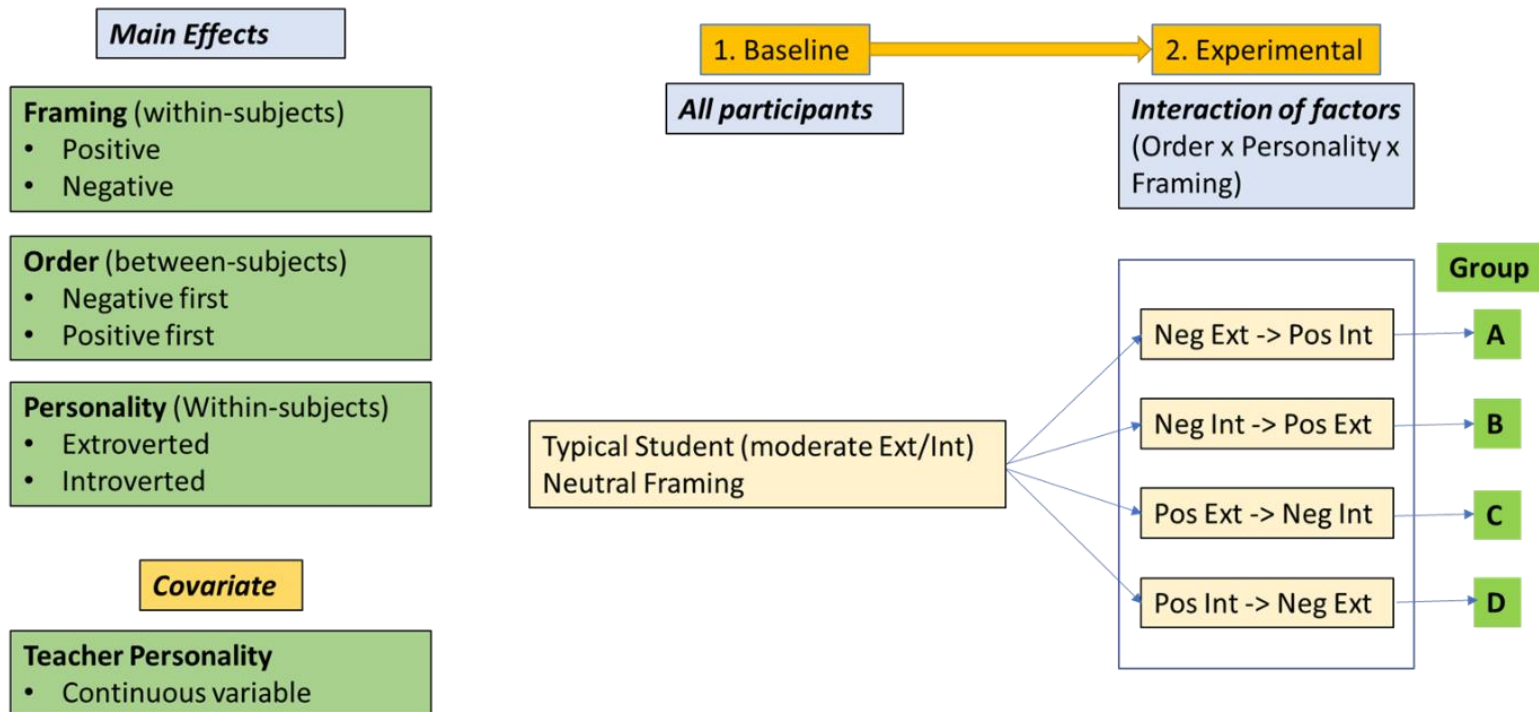 Main Effects
Framing (within-subjects)
• Positive
• Negative
Order (between-subjects)
• Negative first
• Positive first
Personality (Within-subjects)
• Extroverted
• Introverted
Covariate
Teacher Personality
• Continuous variable
1. Baseline
2. Experimental
All participants
Interaction of factors
(Order x Personality x
Framing)
Typical Student (moderate Ext/Int)
Neutral Framing
Group
Neg Ext -> Pos Int
A
Neg Int -> Pos Ext
B
Pos Ext -> Neg Int
C
Pos Int -> Neg Ext
D